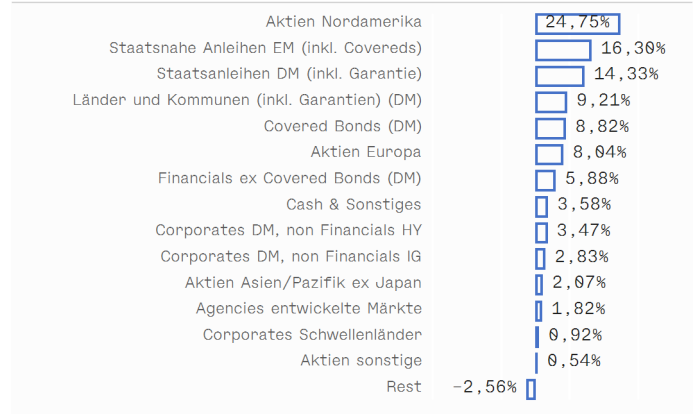 Aktien Nordamerika 24,75%
Staatsnahe Anleihen EM (inkl. Covereds) 16,30%
Staatsanleihen DM (inkl. Garantie) 14,33%
Länder und Kommunen (inkl. Garantien) (DM) 9,21%
Covered Bonds (DM) 8,82%
Aktien Europa 8,04%
Financials ex Covered Bonds (DM) 5,88%
Cash & Sonstiges 3,58%
Corporates DM, non Financials HY 3,47%
Corporates DM, non Financials IG 2,83%
Aktien Asien/Pazifik ex Japan 2,07%
Agencies entwickelte Märkte 1,82%
Corporates Schwellenländer 0,92%
Aktien sonstige 0,54%
Rest -2,56%